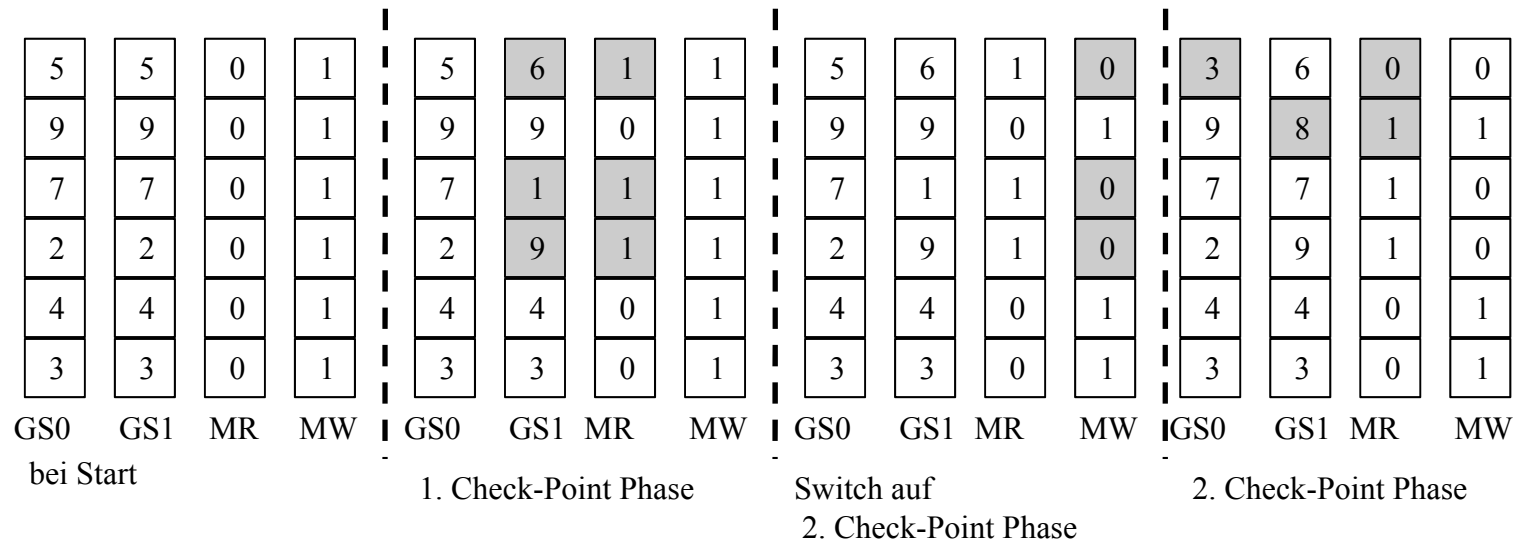 5 5 0 1 5 6 1 1 5 6 1 0 3 6 0 0
9 9 0 1 9 9 0 1 9 9 0 1 9 8 1 1
7 7 0 1 7 1 1 1 7 1 1 0 7 7 1 0
2 2 0 1 2 9 1 1 2 9 1 0 2 9 1 0
4 4 0 1 4 4 0 1 4 4 0 1 4 4 0 1
3 3 0 1 3 3 0 1 3 3 0 1 3 3 0 1
GS0 GS1 MR MW GS0 GS1 MR MW GS0 GS1 MR MW GS0 GS1 MR MW
bei Start
1. Check-Point Phase
Switch auf
2. Check-Point Phase
2. Check-Point Phase